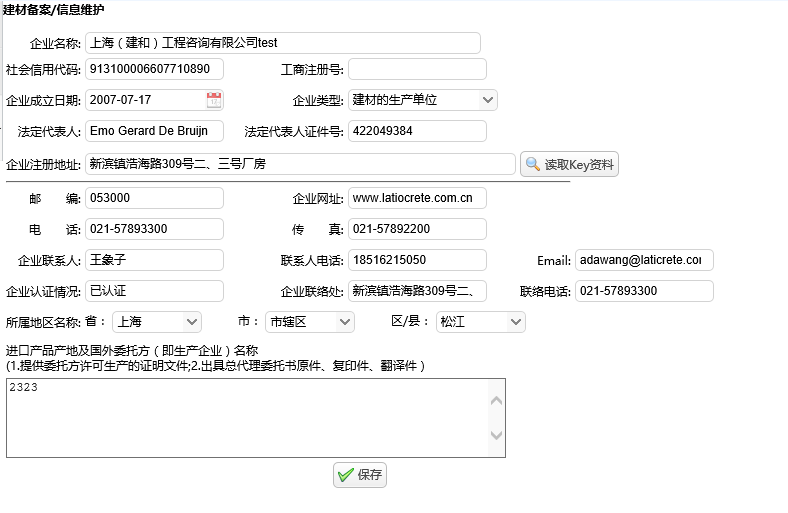 建材备案/信息维护
企业名称: 上海（建和）工程咨询有限公司test
社会信用代码: 913100006607710890 工商注册号:
企业成立日期: 2007-07-17 企业类型: 建材的生产单位
法定代表人: Emo Gerard De Bruijn 法定代表人证件号: 422049384
企业注册地址: 新滨镇浩海路309号二、三号厂房 读取Key资料
邮 编: 053000 企业网址: www.latiocrete.com.cn
电 话: 021-57893300 传 真: 021-57892200
企业联系人: 王象子 联系人电话: 18516215050 Email: adawang@laticrete.cor
企业认证情况: 已认证 企业联络处: 新滨镇浩海路309号二、 联络电话: 021-57893300
所属地区名称: 省： 上海 市： 市辖区 区/县： 松江
进口产品产地及国外委托方（即生产企业）名称
(1.提供委托方许可生产的证明文件;2.出具总代理委托书原件、复印件、翻译件）
2323
保存